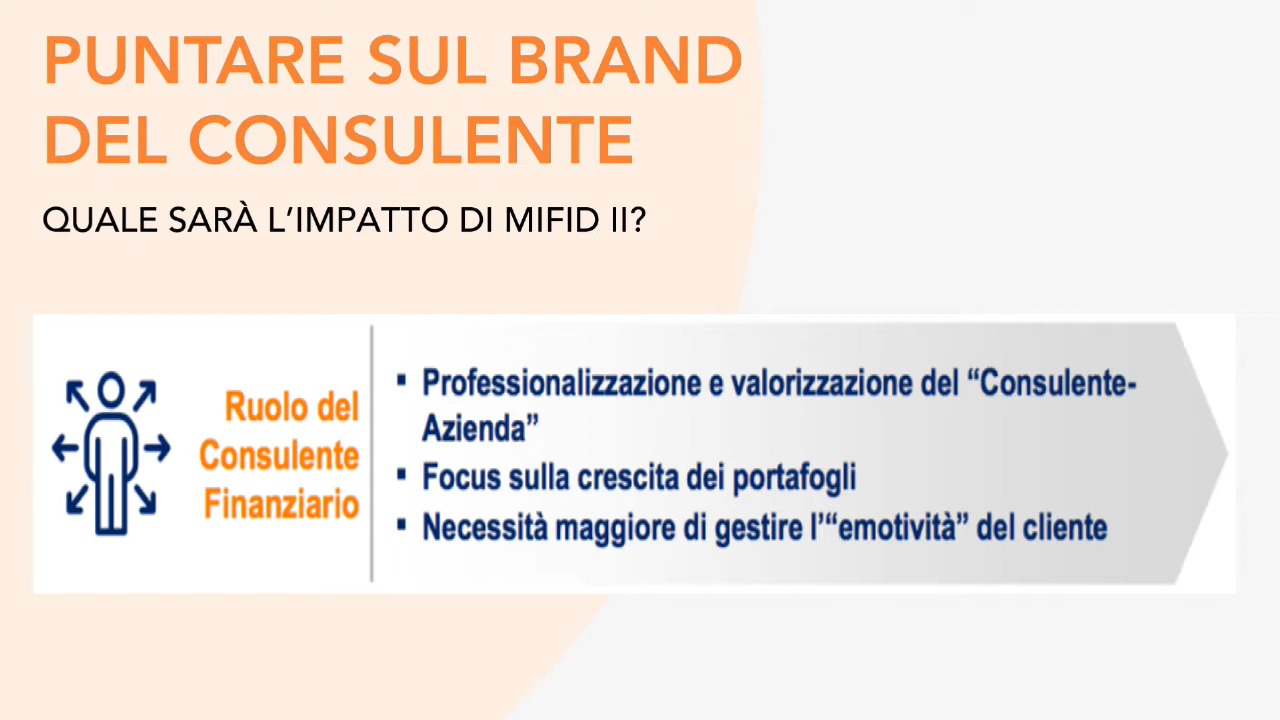 PUNTARE SUL BRAND
DEL CONSULENTE
QUALE SARÀ L’IMPATTO DI MIFID II?
Ruolo del
Consulente
Finanziario
▪ Professionalizzazione e valorizzazione del “Consulente-
Azienda”
▪ Focus sulla crescita dei portafogli
▪ Necessità maggiore di gestire l’“emotività” del cliente